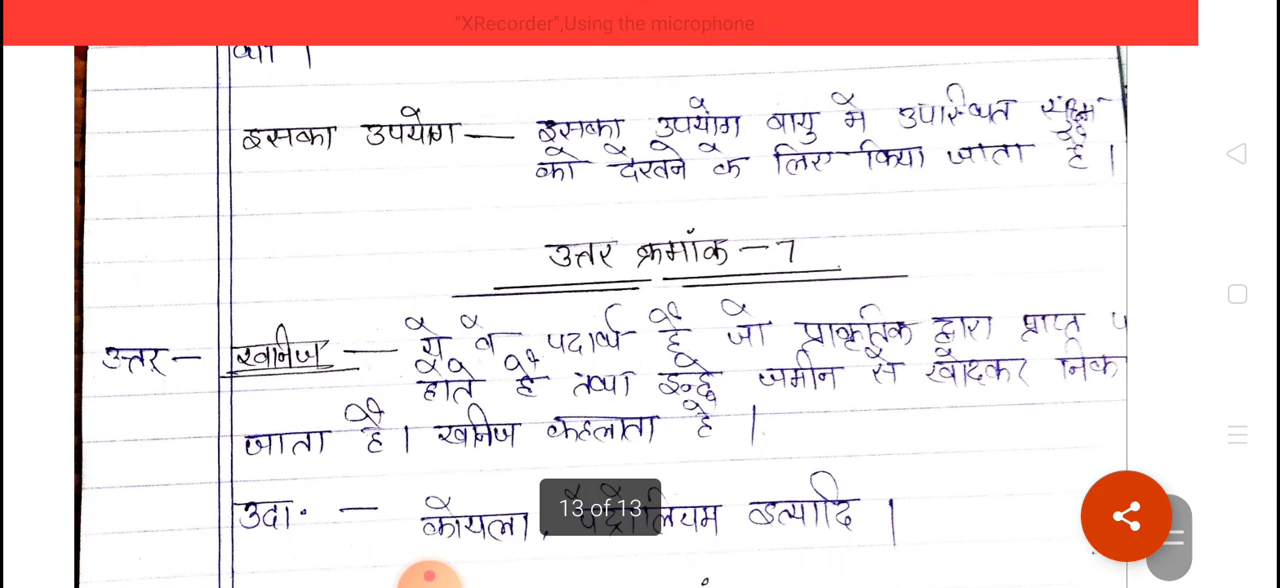 "XRecorder",Using the microphone
इसका उपयोग — इसका उपयोग वायु में उपस्थित
को देखने के लिए किया जाता है ।
उत्तर क्रमांक - 7
उत्तर - खनिज — ये वे पदार्थ हैं जो प्राकृतिक द्वारा प्राप्त
होते हैं तथा इन्हें जमीन से खोदकर निक
जाता है । खनिज कहलाता है ।
उदा. — कोयला, पेट्रोलियम इत्यादि ।
13 of 13